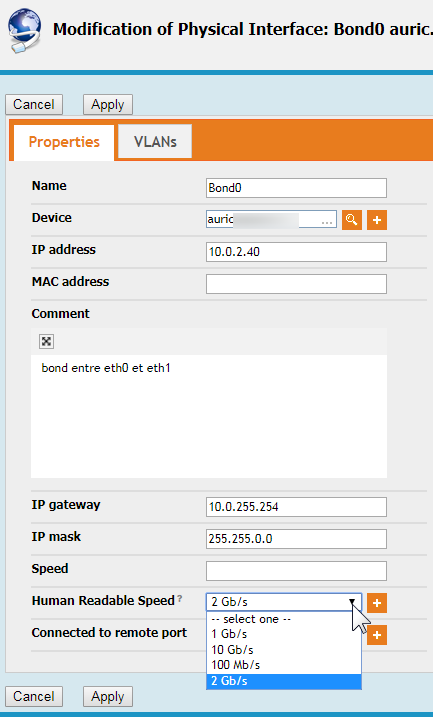 Modification of Physical Interface: Bond0 auric.
Cancel Apply
Properties VLANs
Name Bond0
Device auric ...
IP address 10.0.2.40
MAC address
Comment
bond entre eth0 et eth1
IP gateway 10.0.255.254
IP mask 255.255.0.0
Speed
Human Readable Speed ? 2 Gb/s
-- select one --
Connected to remote port 1 Gb/s
10 Gb/s
100 Mb/s
2 Gb/s
Cancel Apply